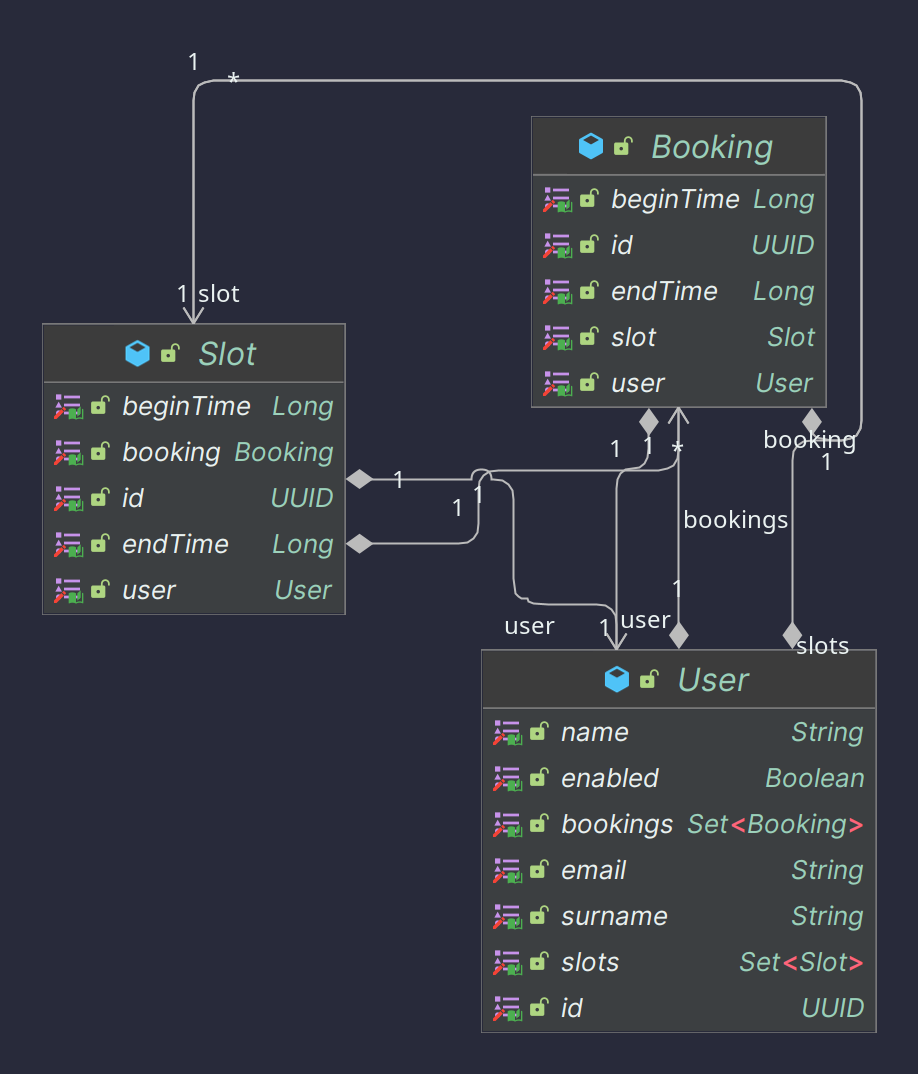 1
*
Booking
beginTime Long
id UUID
endTime Long
slot Slot
user User
1 slot
Slot
beginTime Long
booking Booking
id UUID
endTime Long
user User
booking
1
1
1
*
1
1
1
bookings
1
user
1
user
slots
User
name String
enabled Boolean
bookings Set<Booking>
email String
surname String
slots Set<Slot>
id UUID